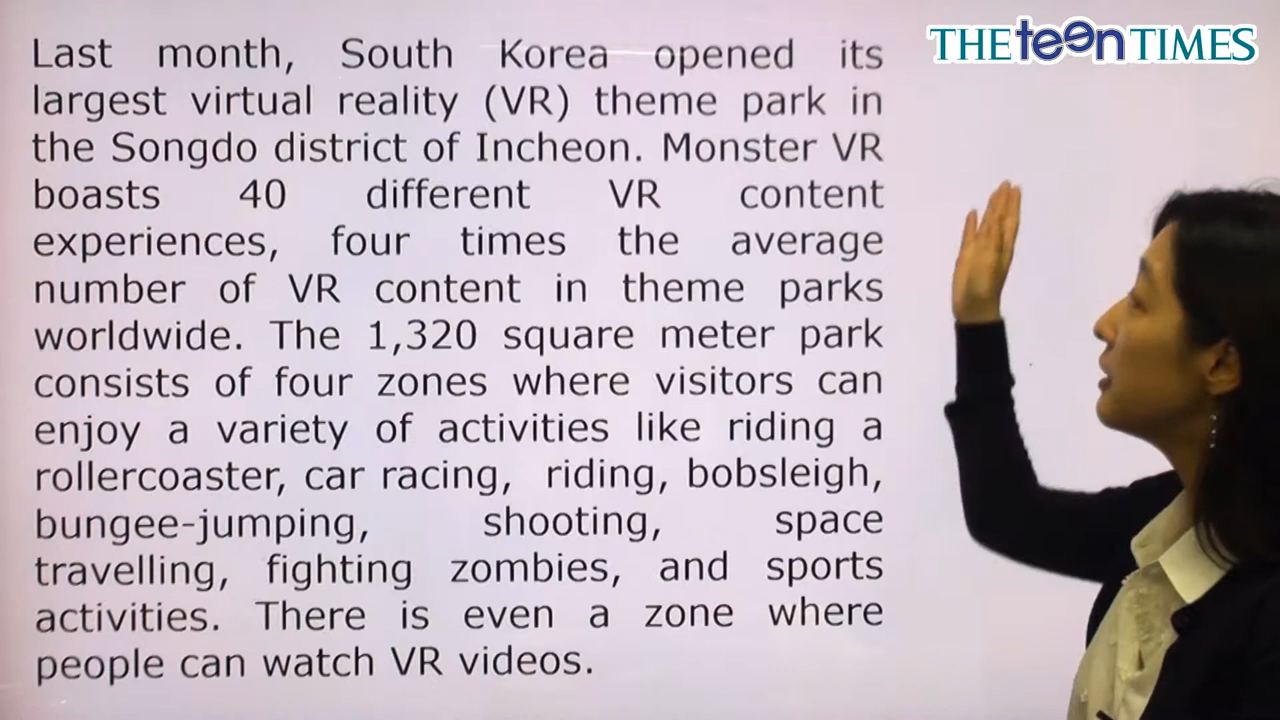 THE teen TIMES
Last month, South Korea opened its
largest virtual reality (VR) theme park in
the Songdo district of Incheon. Monster VR
boasts 40 different VR content
experiences, four times the average
number of VR content in theme parks
worldwide. The 1,320 square meter park
consists of four zones where visitors can
enjoy a variety of activities like riding a
rollercoaster, car racing, riding, bobsleigh,
bungee-jumping, shooting, space
travelling, fighting zombies, and sports
activities. There is even a zone where
people can watch VR videos.